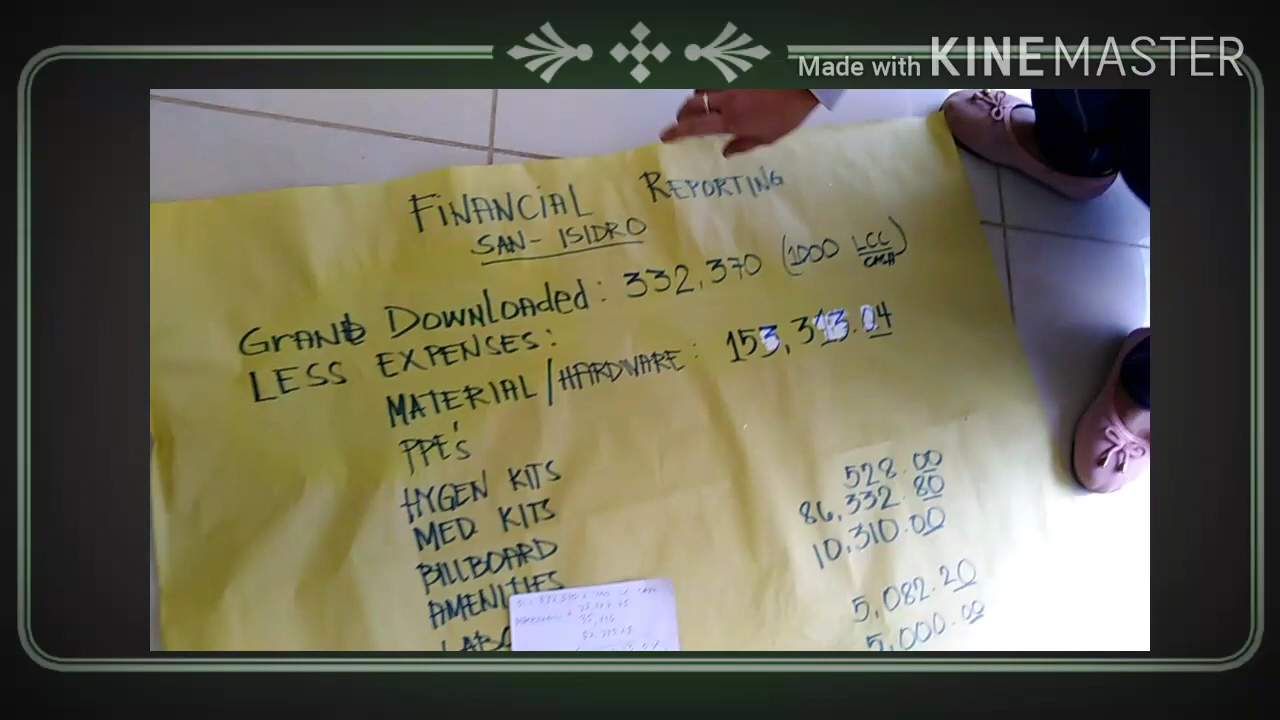 Made with KINEMASTER
FINANCIAL REPORTING
SAN-ISIDRO
GRAND DOWNLOADED: 332,370 (1000 LCC CASH)
LESS EXPENSES:
MATERIAL/HARDWARE: 153,313.04
PPE'S
HYGEN KITS 528.00
MED KITS 86,332.80
BILLBOARD 10,310.00
AMENITIES 5,082.20
5,000.00